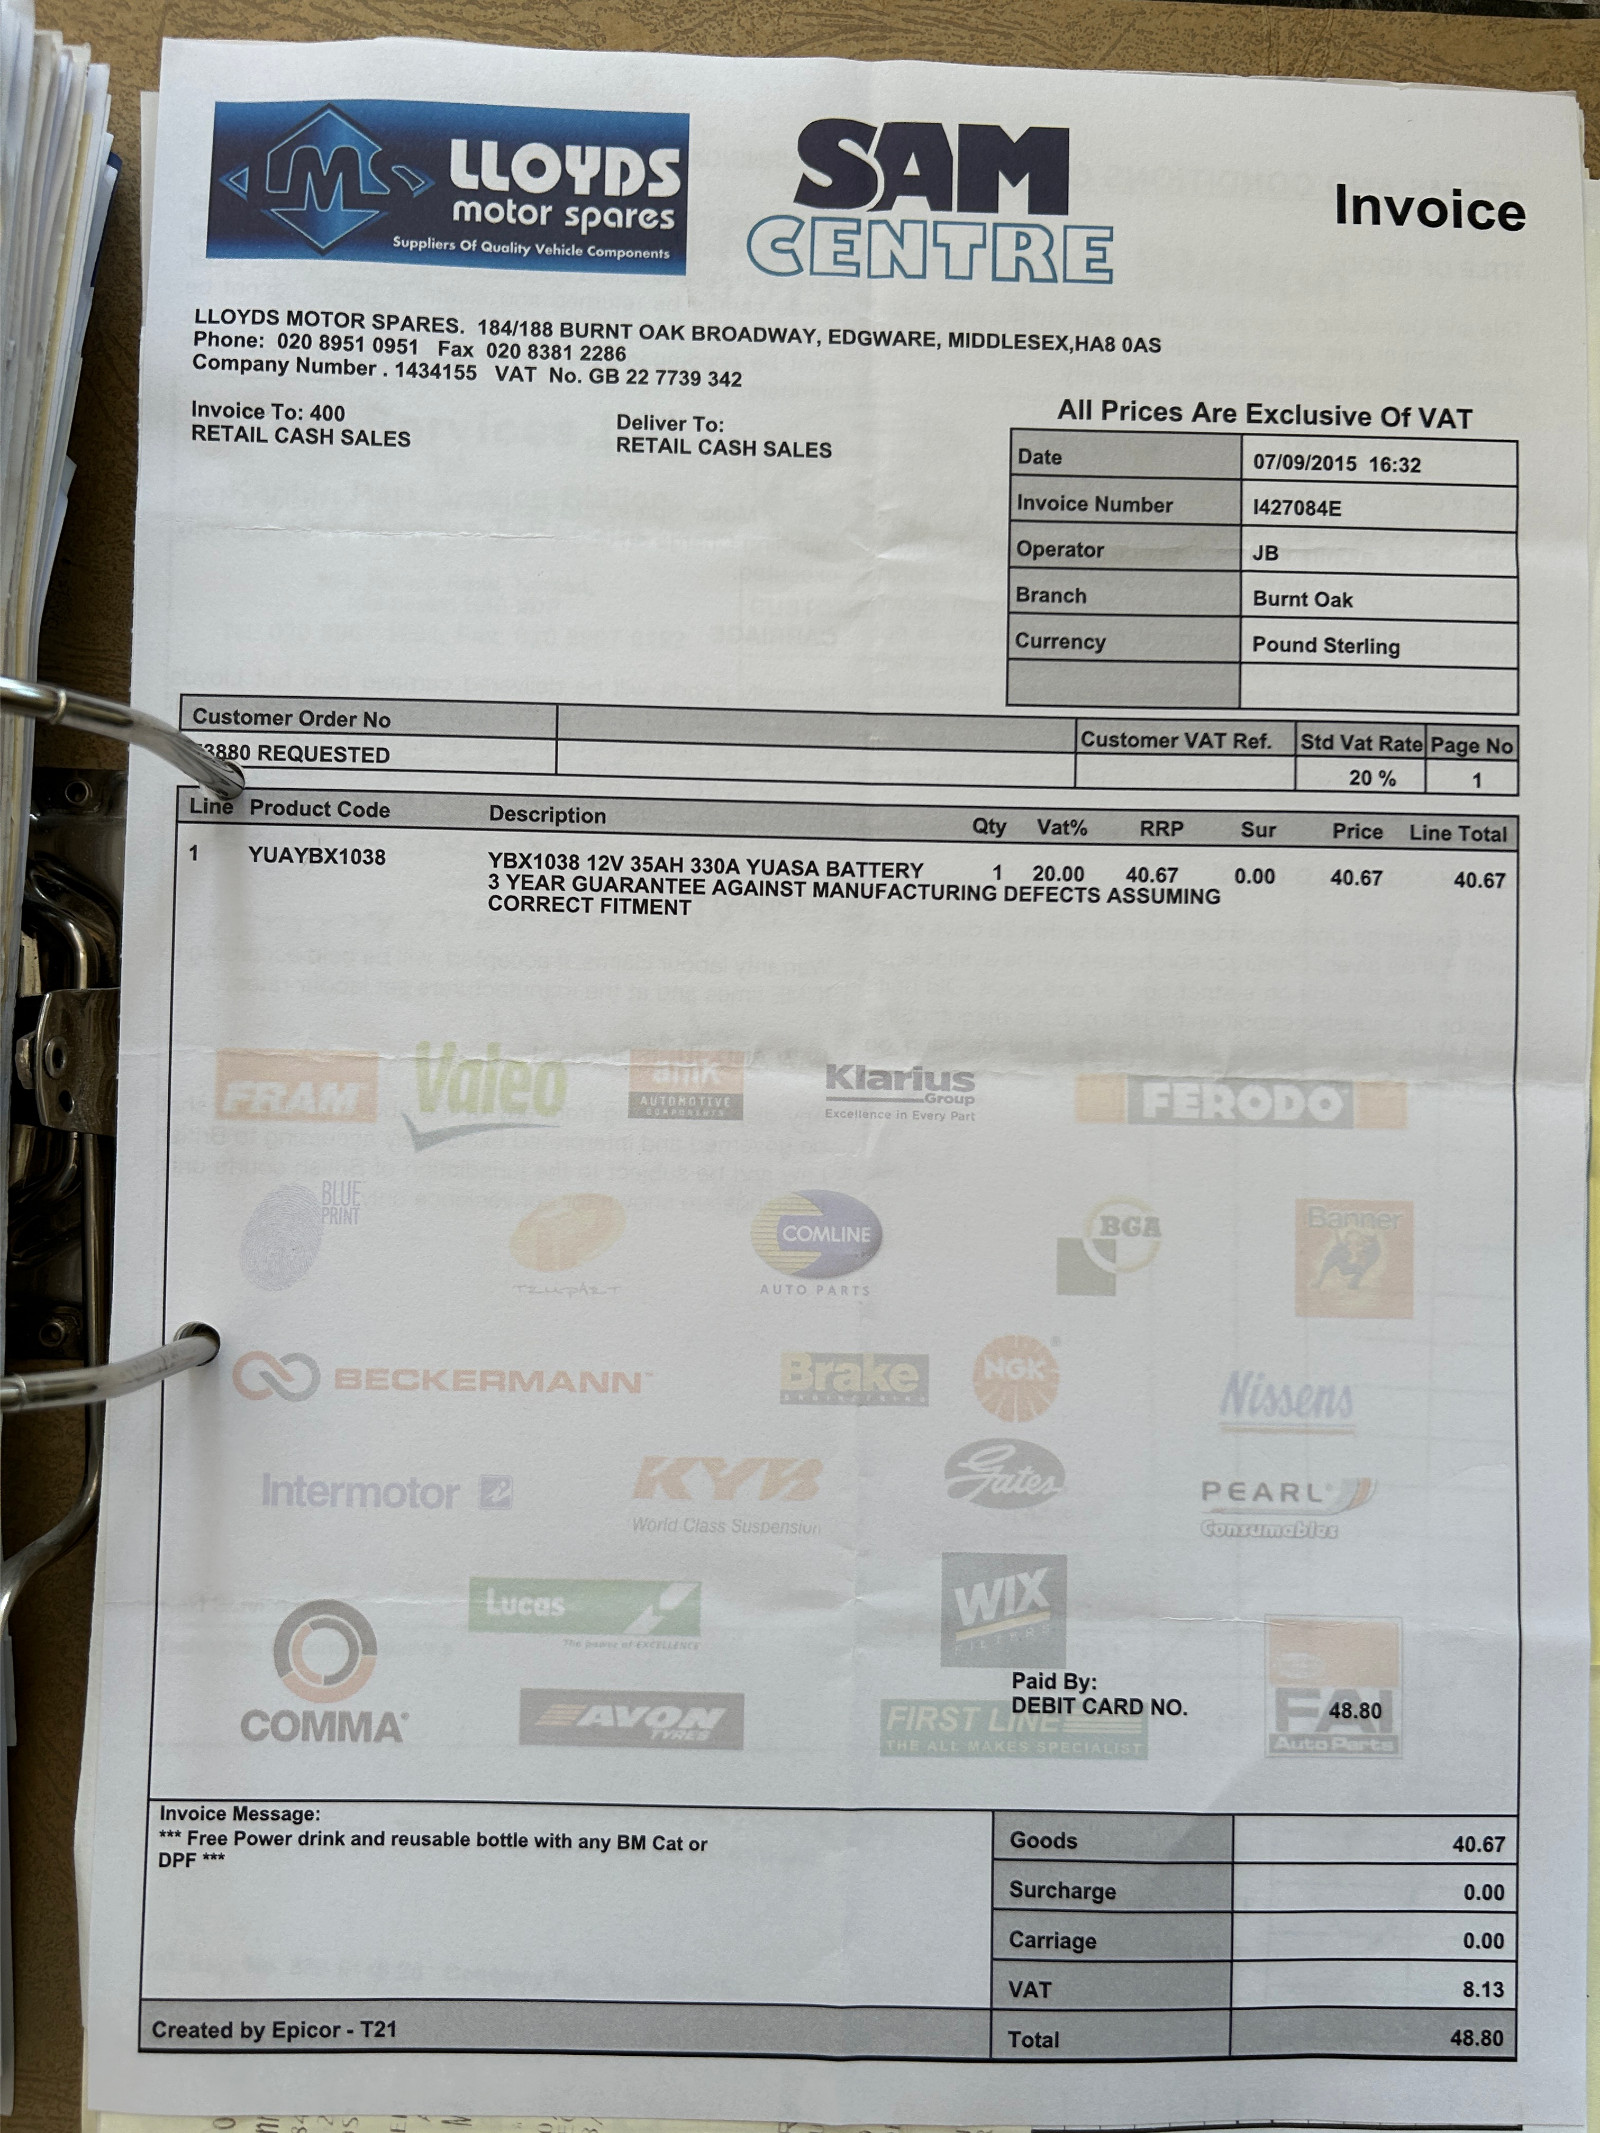 LLOYDS
motor spares
Suppliers Of Quality Vehicle Components
SAM
CENTRE
Invoice
LLOYDS MOTOR SPARES. 184/188 BURNT OAK BROADWAY, EDGWARE, MIDDLESEX,HA8 0AS
Phone: 020 8951 0951 Fax 020 8381 2286
Company Number . 1434155 VAT No. GB 22 7739 342
Invoice To: 400
RETAIL CASH SALES
Deliver To:
RETAIL CASH SALES
All Prices Are Exclusive Of VAT
Date 07/09/2015 16:32
Invoice Number I427084E
Operator JB
Branch Burnt Oak
Currency Pound Sterling
Customer Order No Customer VAT Ref. Std Vat Rate Page No
3880 REQUESTED 20 % 1
Line Product Code Description Qty Vat% RRP Sur Price Line Total
1 YUAYBX1038 YBX1038 12V 35AH 330A YUASA BATTERY 1 20.00 40.67 0.00 40.67 40.67
3 YEAR GUARANTEE AGAINST MANUFACTURING DEFECTS ASSUMING
CORRECT FITMENT
FRAM
Valeo
AUTOMOTIVE
COMPONENTS
Klarius
Group
Excellence in Every Part
FERODO
BLUE
PRINT
COMLINE
AUTO PARTS
BGA
Banner
BECKERMANN
Brake
ENGINEERING
NGK
Nissens
Intermotor
KYB
World Class Suspension
Gates
PEARL
Consumables
Lucas
The power of EXCELLENCE
WIX
FILTERS
COMMA
AVON
TYRES
FIRST LINE
THE ALL MAKES SPECIALIST
FAI
Auto Parts
Paid By:
DEBIT CARD NO. 48.80
Invoice Message:
*** Free Power drink and reusable bottle with any BM Cat or
DPF ***
Goods 40.67
Surcharge 0.00
Carriage 0.00
VAT 8.13
Total 48.80
Created by Epicor - T21